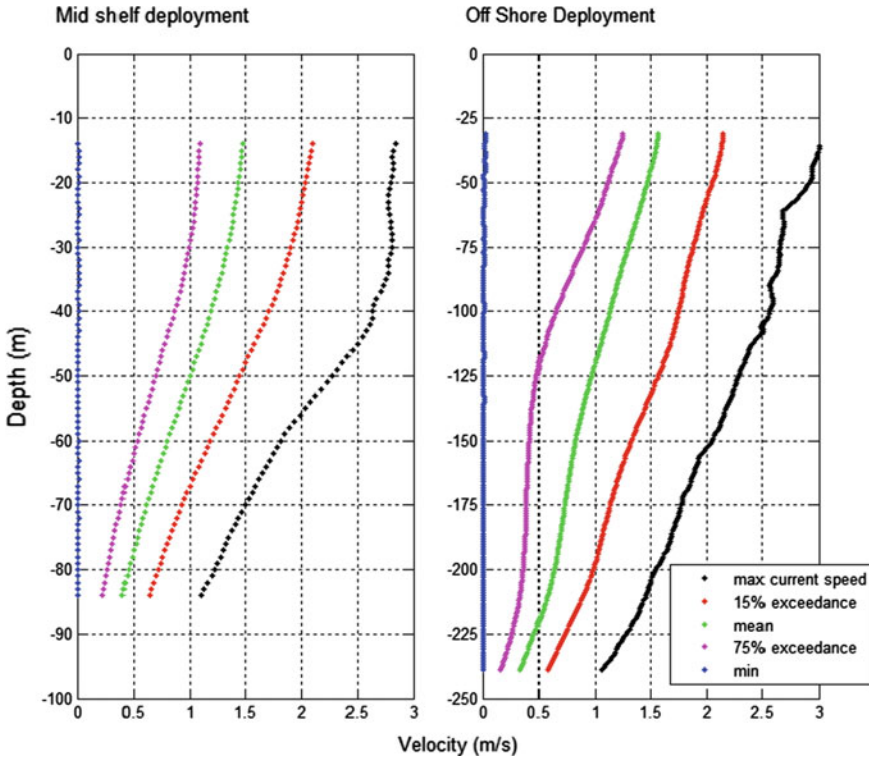 Mid shelf deployment
Off Shore Deployment
0
-10
-20
-30
-40
-50
-60
-70
-80
-90
-100
0
-25
-50
-75
-100
-125
-150
-175
-200
-225
-250
Depth (m)
max current speed
15% exceedance
mean
75% exceedance
min
0 0.5 1 1.5 2 2.5 3
0 0.5 1 1.5 2 2.5 3
Velocity (m/s)